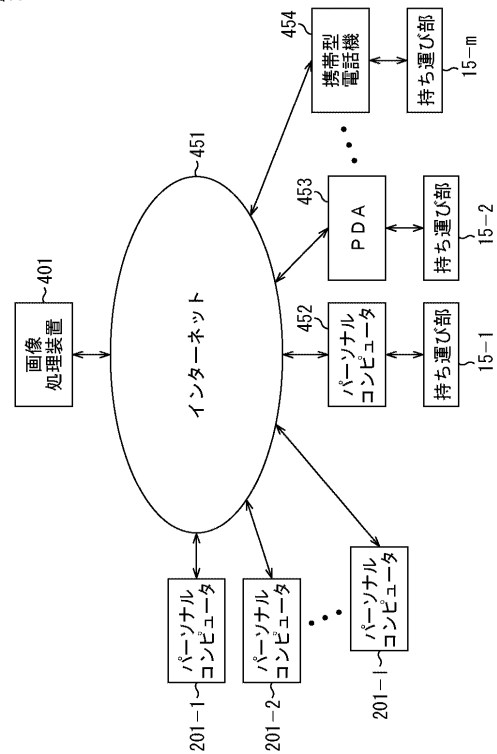 401
画像
処理装置
451
インターネット
201-1
パーソナル
コンピュータ
201-2
パーソナル
コンピュータ
201-l
パーソナル
コンピュータ
452
パーソナル
コンピュータ
453
PDA
454
携帯型
電話機
持ち運び部
15-1
持ち運び部
15-2
持ち運び部
15-m